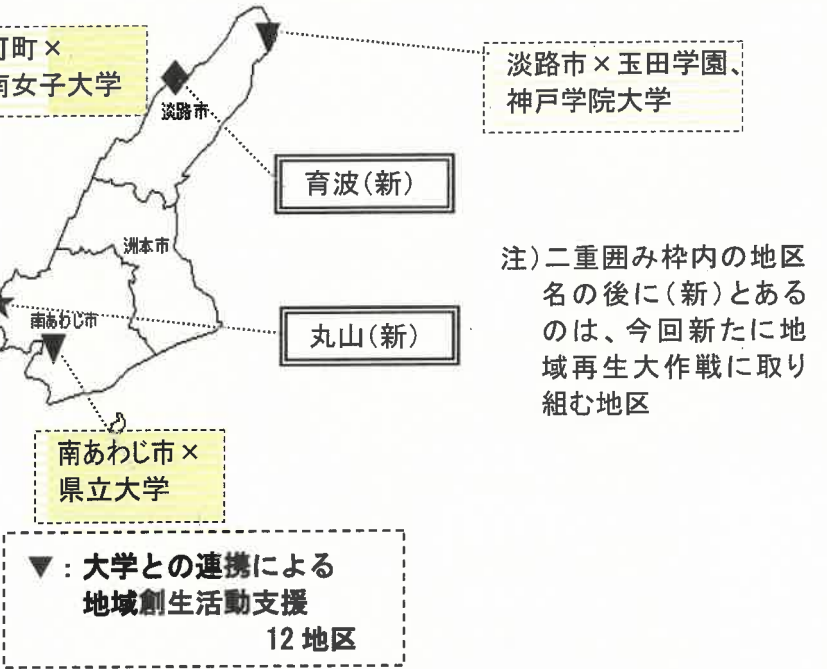 町×
南女子大学
淡路市×玉田学園、
神戸学院大学
淡路市
育波(新)
洲本市
注)二重囲み枠内の地区
名の後に(新)とある
のは、今回新たに地
域再生大作戦に取り
組む地区
南あわじ市
丸山(新)
南あわじ市×
県立大学
▼:大学との連携による
地域創生活動支援
12地区